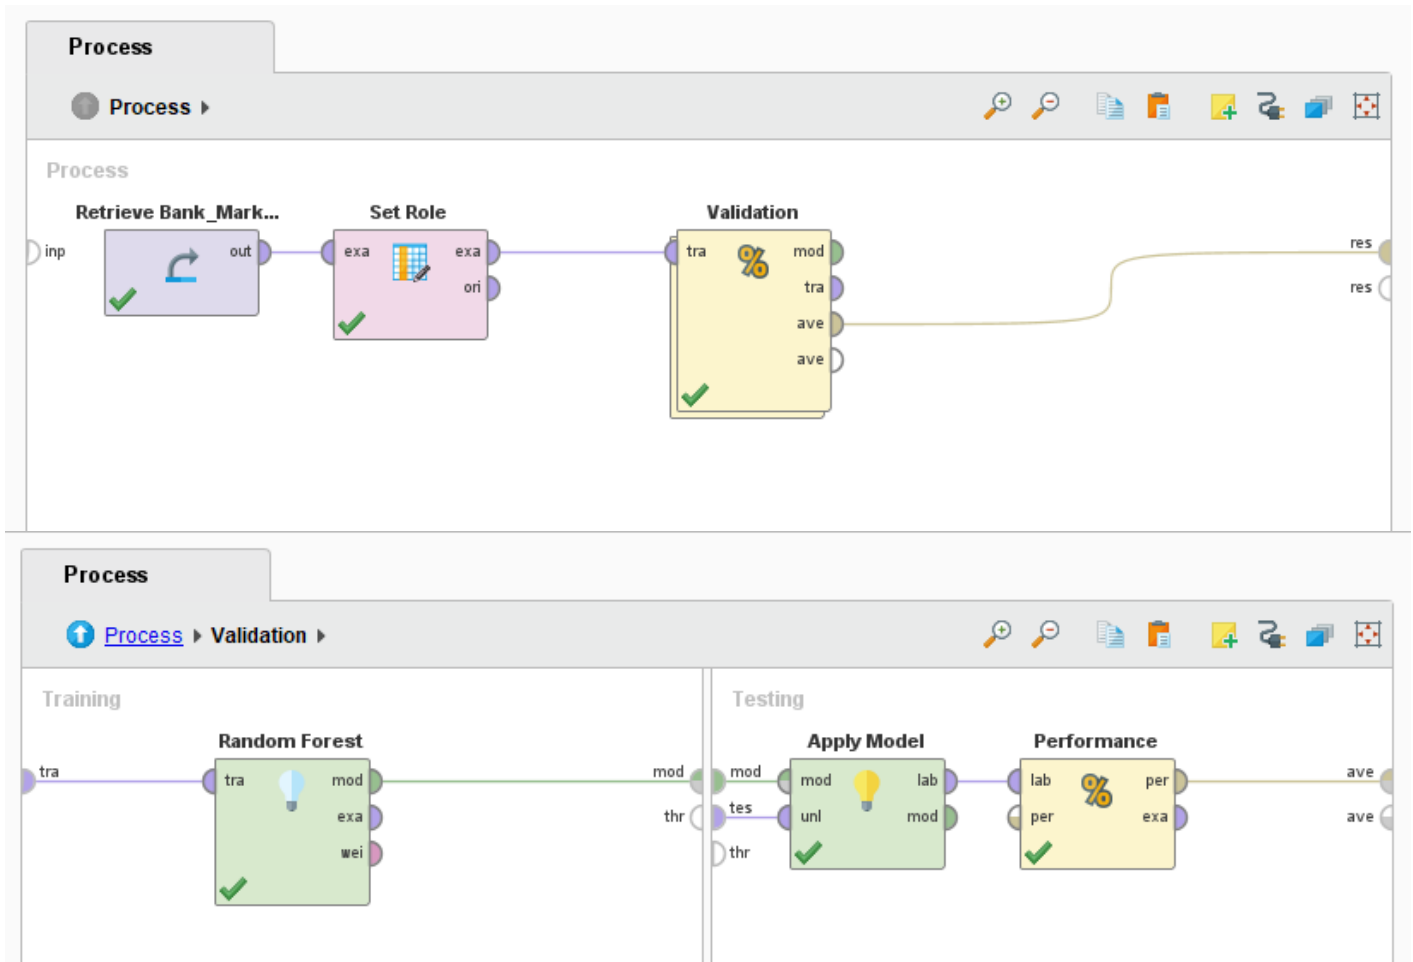 Process
Process
Process
Retrieve Bank_Mark... Set Role Validation
inp out exa exa tra mod res
ori tra res
ave
ave
Process
Process Validation
Training Testing
Random Forest Apply Model Performance
tra tra mod mod mod mod lab lab per ave
exa thr tes unl mod per exa ave
wei thr